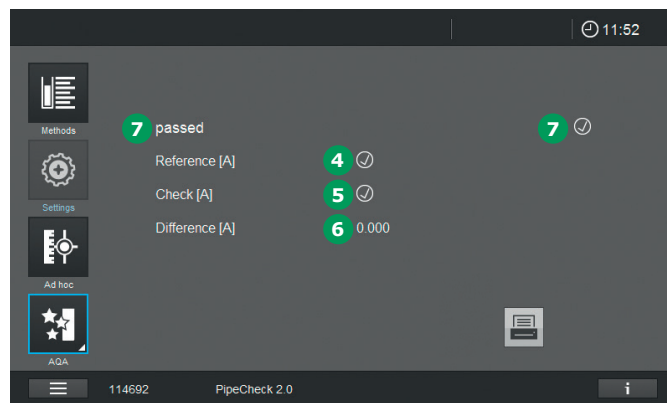 11:52
Methods
7 passed 7
Reference [A] 4
Check [A] 5
Settings
Difference [A] 6 0.000
Ad hoc
AQA
114692 PipeCheck 2.0 i